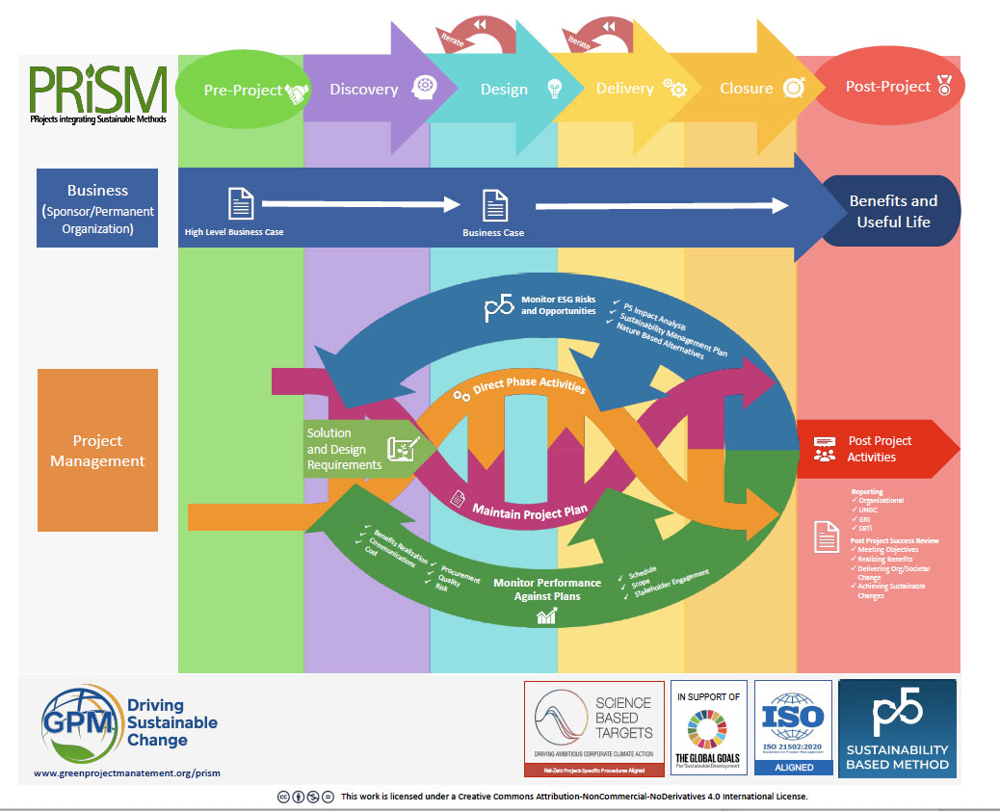 PRiSM
PRojects integrating Sustainable Methods
Pre-Project
Discovery
Iterate
Design
Iterate
Delivery
Closure
Post-Project
Business
(Sponsor/Permanent
Organization)
High Level Business Case
Business Case
Benefits and
Useful Life
p5
Monitor ESG Risks
and Opportunities
P5 Impact Analysis
Sustainability Management Plan
Nature Based Alternatives
Project
Management
Direct Phase Activities
Solution
and Design
Requirements
Maintain Project Plan
Benefits Realization
Communications
Cost
Procurement
Quality
Risk
Monitor Performance
Against Plans
Schedule
Scope
Stakeholder Engagement
Post Project
Activities
Reporting
Organizational
UNGC
GRI
SBTi
Post Project Success Review
Meeting Objectives
Realizing Benefits
Delivering Org/Societal
Change
Achieving Sustainable
Changes
GPM
Driving
Sustainable
Change
www.greenprojectmanatement.org/prism
SCIENCE
BASED
TARGETS
DRIVING AMBITIOUS CORPORATE CLIMATE ACTION
Net-Zero Project-Specific Procedures Aligned
IN SUPPORT OF
THE GLOBAL GOALS
For Sustainable Development
ISO
ISO 21502:2020
Guidance on Project Management
ALIGNED
p5
SUSTAINABILITY
BASED METHOD
This work is licensed under a Creative Commons Attribution-NonCommercial-NoDerivatives 4.0 International License.